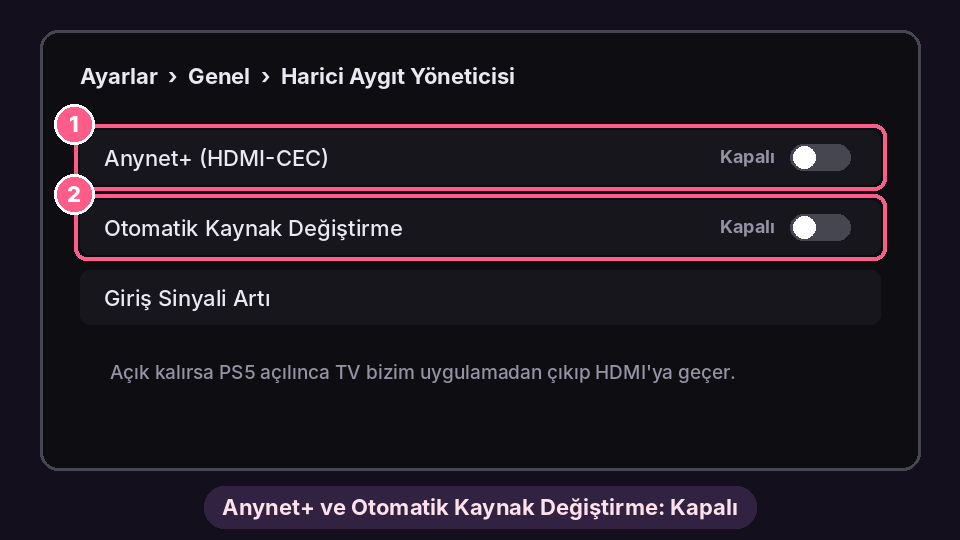 Ayarlar › Genel › Harici Aygıt Yöneticisi
1
Anynet+ (HDMI-CEC) Kapalı
2
Otomatik Kaynak Değiştirme Kapalı
Giriş Sinyali Artı
Açık kalırsa PS5 açılınca TV bizim uygulamadan çıkıp HDMI'ya geçer.
Anynet+ ve Otomatik Kaynak Değiştirme: Kapalı